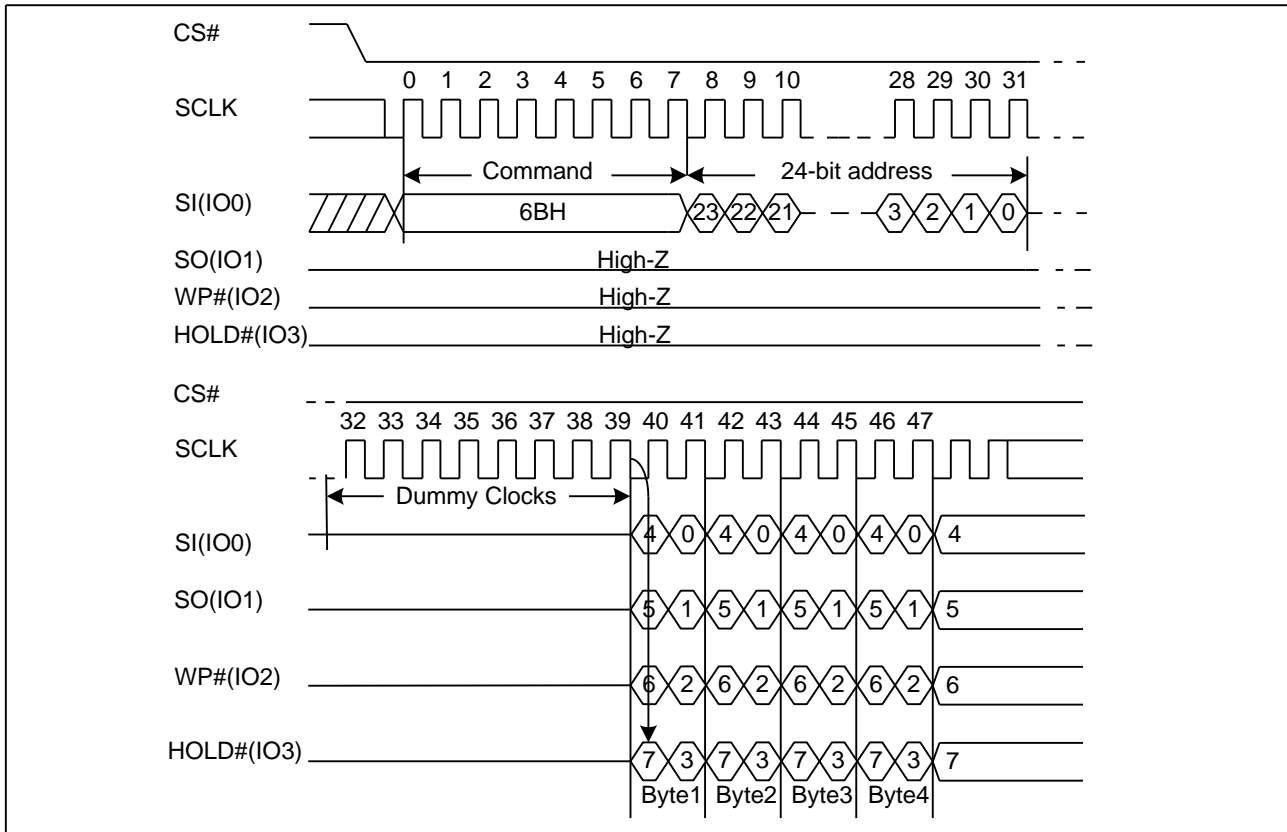 CS#
0 1 2 3 4 5 6 7 8 9 10 28 29 30 31
SCLK
Command 24-bit address
SI(IO0) 6BH 23 22 21 3 2 1 0
SO(IO1) High-Z
WP#(IO2) High-Z
HOLD#(IO3) High-Z
CS#
32 33 34 35 36 37 38 39 40 41 42 43 44 45 46 47
SCLK
Dummy Clocks
SI(IO0) 4 0 4 0 4 0 4 0 4
SO(IO1) 5 1 5 1 5 1 5 1 5
WP#(IO2) 6 2 6 2 6 2 6 2 6
HOLD#(IO3) 7 3 7 3 7 3 7 3 7
Byte1 Byte2 Byte3 Byte4